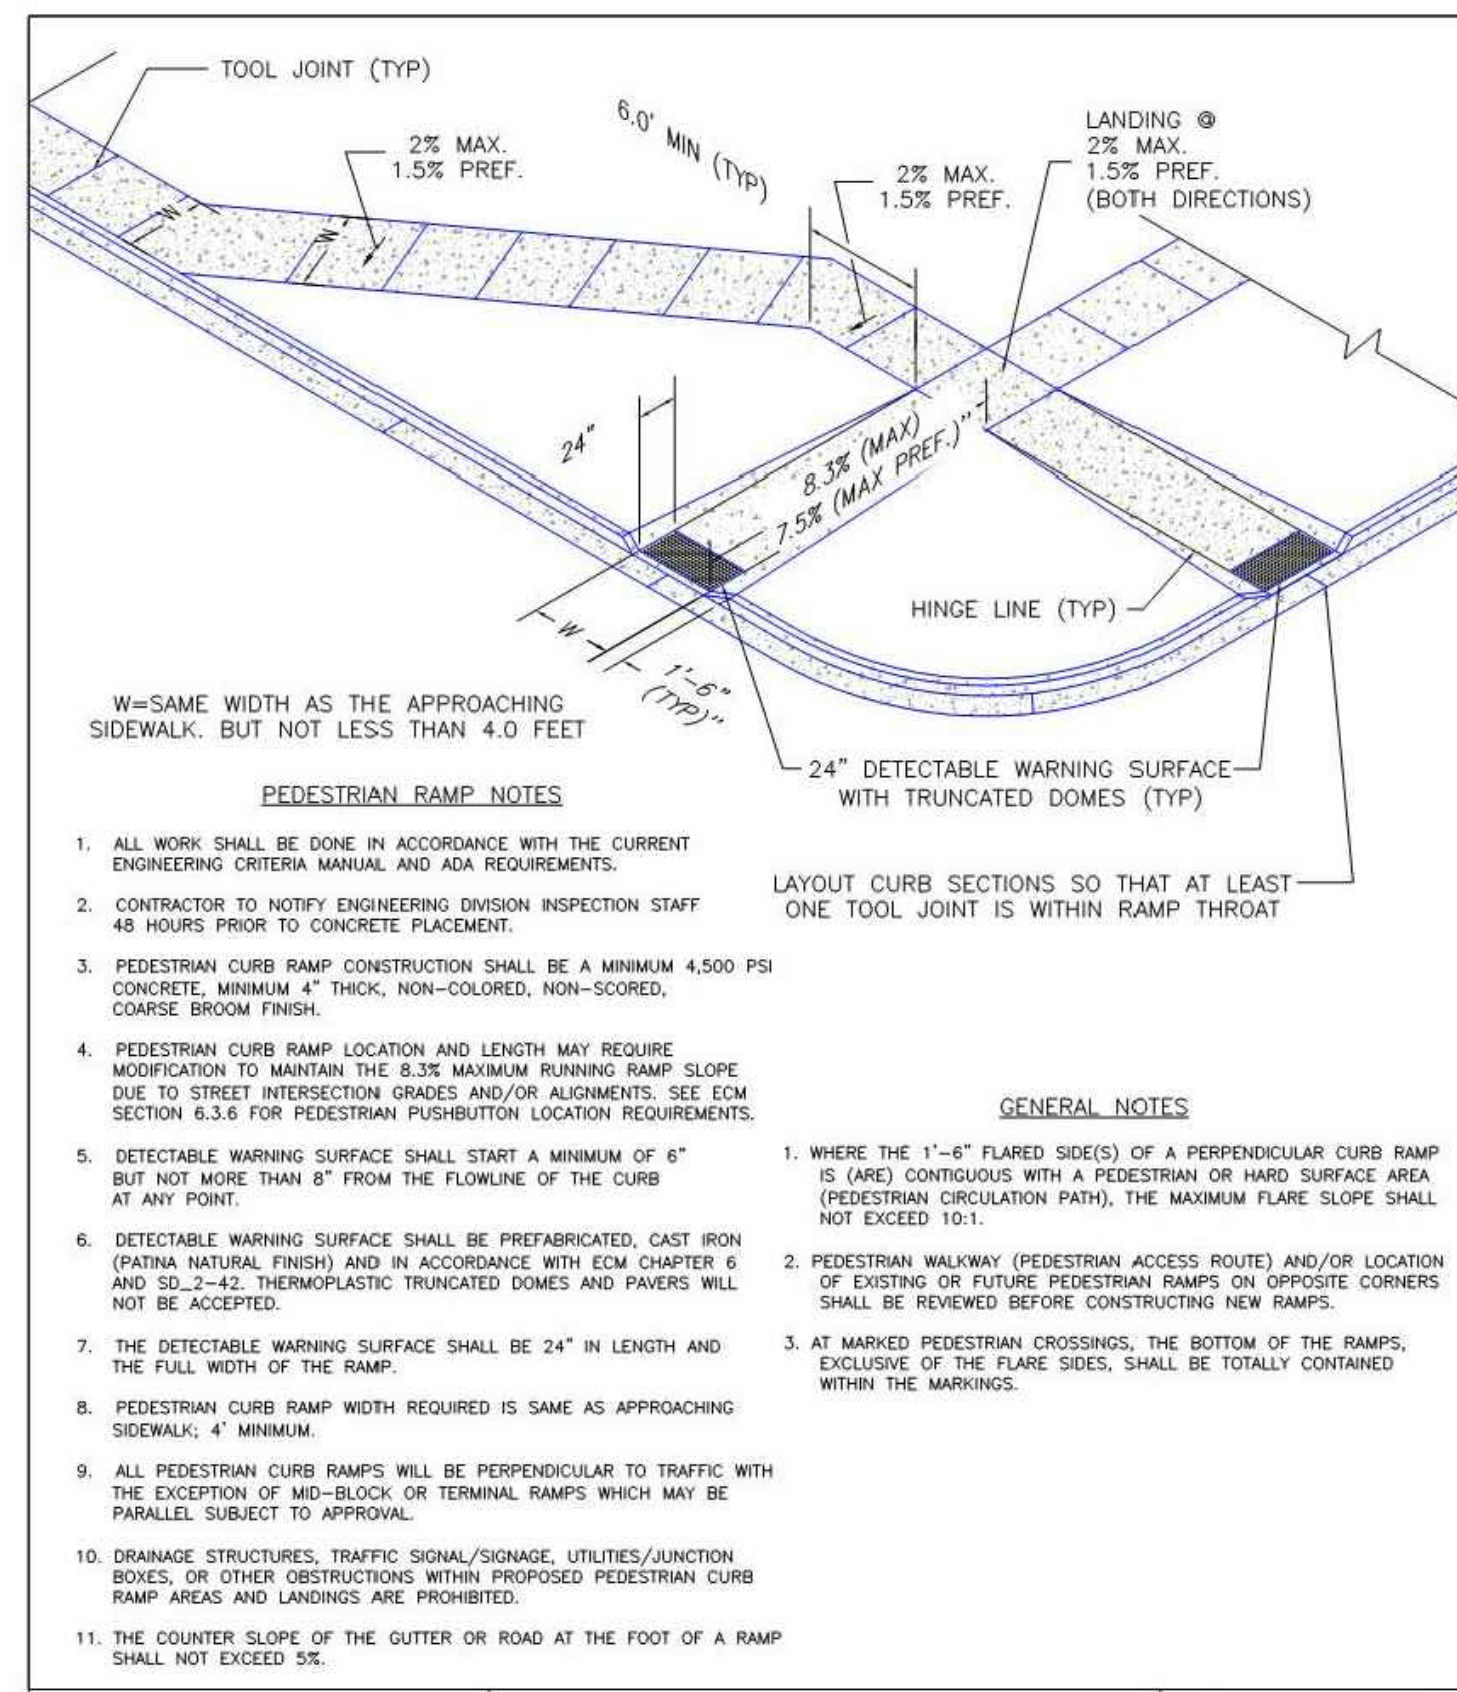 TOOL JOINT (TYP)
2% MAX.
1.5% PREF.
6.0' MIN (TYP)
2% MAX.
1.5% PREF.
LANDING @
2% MAX.
1.5% PREF.
(BOTH DIRECTIONS)
W
W
24"
8.3% (MAX)
7.5% (MAX PREF.)"
HINGE LINE (TYP)
W
1'-6"
(TYP)"
W=SAME WIDTH AS THE APPROACHING
SIDEWALK. BUT NOT LESS THAN 4.0 FEET
24" DETECTABLE WARNING SURFACE
WITH TRUNCATED DOMES (TYP)
LAYOUT CURB SECTIONS SO THAT AT LEAST
ONE TOOL JOINT IS WITHIN RAMP THROAT
PEDESTRIAN RAMP NOTES
1. ALL WORK SHALL BE DONE IN ACCORDANCE WITH THE CURRENT
ENGINEERING CRITERIA MANUAL AND ADA REQUIREMENTS.
2. CONTRACTOR TO NOTIFY ENGINEERING DIVISION INSPECTION STAFF
48 HOURS PRIOR TO CONCRETE PLACEMENT.
3. PEDESTRIAN CURB RAMP CONSTRUCTION SHALL BE A MINIMUM 4,500 PSI
CONCRETE, MINIMUM 4" THICK, NON-COLORED, NON-SCORED,
COARSE BROOM FINISH.
4. PEDESTRIAN CURB RAMP LOCATION AND LENGTH MAY REQUIRE
MODIFICATION TO MAINTAIN THE 8.3% MAXIMUM RUNNING RAMP SLOPE
DUE TO STREET INTERSECTION GRADES AND/OR ALIGNMENTS. SEE ECM
SECTION 6.3.6 FOR PEDESTRIAN PUSHBUTTON LOCATION REQUIREMENTS.
5. DETECTABLE WARNING SURFACE SHALL START A MINIMUM OF 6"
BUT NOT MORE THAN 8" FROM THE FLOWLINE OF THE CURB
AT ANY POINT.
6. DETECTABLE WARNING SURFACE SHALL BE PREFABRICATED, CAST IRON
(PATINA NATURAL FINISH) AND IN ACCORDANCE WITH ECM CHAPTER 6
AND SD_2-42. THERMOPLASTIC TRUNCATED DOMES AND PAVERS WILL
NOT BE ACCEPTED.
7. THE DETECTABLE WARNING SURFACE SHALL BE 24" IN LENGTH AND
THE FULL WIDTH OF THE RAMP.
8. PEDESTRIAN CURB RAMP WIDTH REQUIRED IS SAME AS APPROACHING
SIDEWALK; 4' MINIMUM.
9. ALL PEDESTRIAN CURB RAMPS WILL BE PERPENDICULAR TO TRAFFIC WITH
THE EXCEPTION OF MID-BLOCK OR TERMINAL RAMPS WHICH MAY BE
PARALLEL SUBJECT TO APPROVAL.
10. DRAINAGE STRUCTURES, TRAFFIC SIGNAL/SIGNAGE, UTILITIES/JUNCTION
BOXES, OR OTHER OBSTRUCTIONS WITHIN PROPOSED PEDESTRIAN CURB
RAMP AREAS AND LANDINGS ARE PROHIBITED.
11. THE COUNTER SLOPE OF THE GUTTER OR ROAD AT THE FOOT OF A RAMP
SHALL NOT EXCEED 5%.
GENERAL NOTES
1. WHERE THE 1'-6" FLARED SIDE(S) OF A PERPENDICULAR CURB RAMP
IS (ARE) CONTIGUOUS WITH A PEDESTRIAN OR HARD SURFACE AREA
(PEDESTRIAN CIRCULATION PATH), THE MAXIMUM FLARE SLOPE SHALL
NOT EXCEED 10:1.
2. PEDESTRIAN WALKWAY (PEDESTRIAN ACCESS ROUTE) AND/OR LOCATION
OF EXISTING OR FUTURE PEDESTRIAN RAMPS ON OPPOSITE CORNERS
SHALL BE REVIEWED BEFORE CONSTRUCTING NEW RAMPS.
3. AT MARKED PEDESTRIAN CROSSINGS, THE BOTTOM OF THE RAMPS,
EXCLUSIVE OF THE FLARE SIDES, SHALL BE TOTALLY CONTAINED
WITHIN THE MARKINGS.